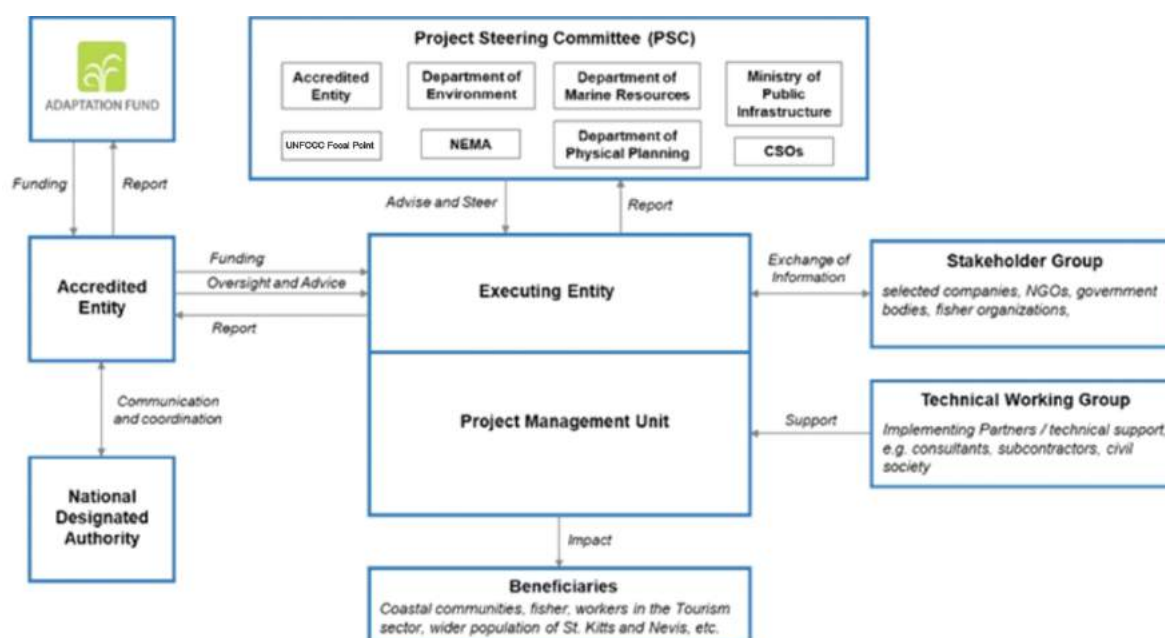 ADAPTATION FUND
Project Steering Committee (PSC)
Accredited
Entity
Department of
Environment
Department of
Marine Resources
Ministry of
Public
Infrastructure
UNFCCC Focal Point
NEMA
Department of
Physical Planning
CSOs
Funding
Report
Advise and Steer
Report
Accredited
Entity
Funding
Oversight and Advice
Report
Executing Entity
Exchange of
Information
Stakeholder Group
selected companies, NGOs, government
bodies, fisher organizations,
Communication
and coordination
Project Management Unit
Support
Technical Working Group
Implementing Partners / technical support,
e.g. consultants, subcontractors, civil
society
National
Designated
Authority
Impact
Beneficiaries
Coastal communities, fisher, workers in the Tourism
sector, wider population of St. Kitts and Nevis, etc.